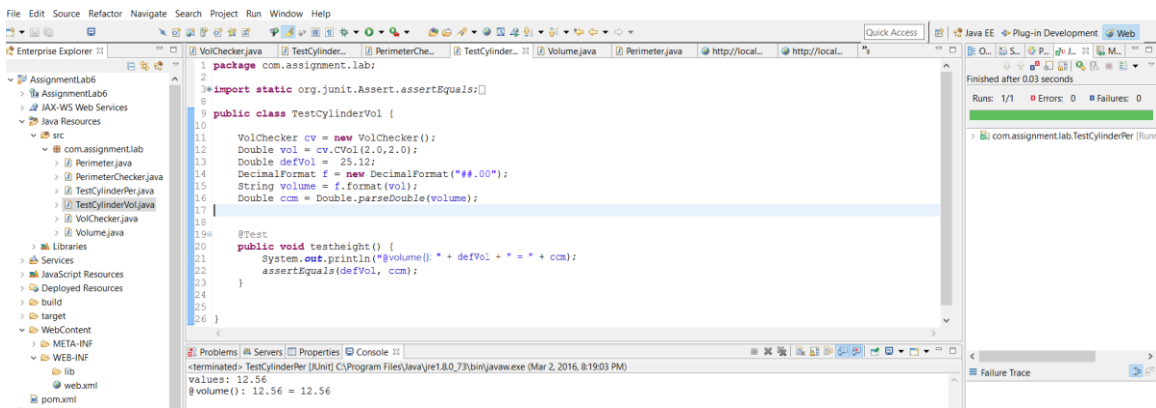 File Edit Source Refactor Navigate Search Project Run Window Help
Quick Access
Java EE Plug-in Development Web
Enterprise Explorer
AssignmentLab6
AssignmentLab6
JAX-WS Web Services
Java Resources
src
com.assignment.lab
Perimeter.java
PerimeterChecker.java
TestCylinderPer.java
TestCylinderVol.java
VolChecker.java
Volume.java
Libraries
Services
JavaScript Resources
Deployed Resources
build
target
WebContent
META-INF
WEB-INF
lib
web.xml
pom.xml
VolChecker.java TestCylinder... PerimeterChe... TestCylinder... Volume.java Perimeter.java http://local... http://local... "8
1 package com.assignment.lab;
2
3 import static org.junit.Assert.assertEquals;
8
9 public class TestCylinderVol {
10
11 VolChecker cv = new VolChecker();
12 Double vol = cv.CVol(2.0,2.0);
13 Double defVol = 25.12;
14 DecimalFormat f = new DecimalFormat("##.00");
15 String volume = f.format(vol);
16 Double ccm = Double.parseDouble(volume);
17
18
19 @Test
20 public void testheight() {
21 System.out.println("@volume(): " + defVol + " = " + ccm);
22 assertEquals(defVol, ccm);
23 }
24
25
26 }
Problems Servers Properties Console
<terminated> TestCylinderPer [JUnit] C:\Program Files\Java\jre1.8.0_73\bin\javaw.exe (Mar 2, 2016, 8:19:03 PM)
values: 12.56
@volume(): 12.56 = 12.56
O... S... P... J... M...
Finished after 0.03 seconds
Runs: 1/1 Errors: 0 Failures: 0
com.assignment.lab.TestCylinderPer [Runn
Failure Trace